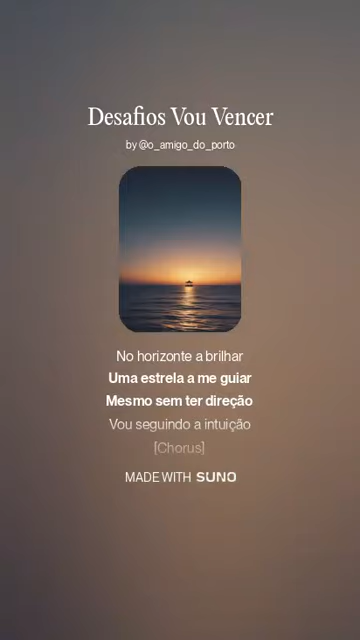 Desafios Vou Vencer
by @o_amigo_do_porto
No horizonte a brilhar
Uma estrela a me guiar
Mesmo sem ter direção
Vou seguindo a intuição
[Chorus]
MADE WITH SUNO